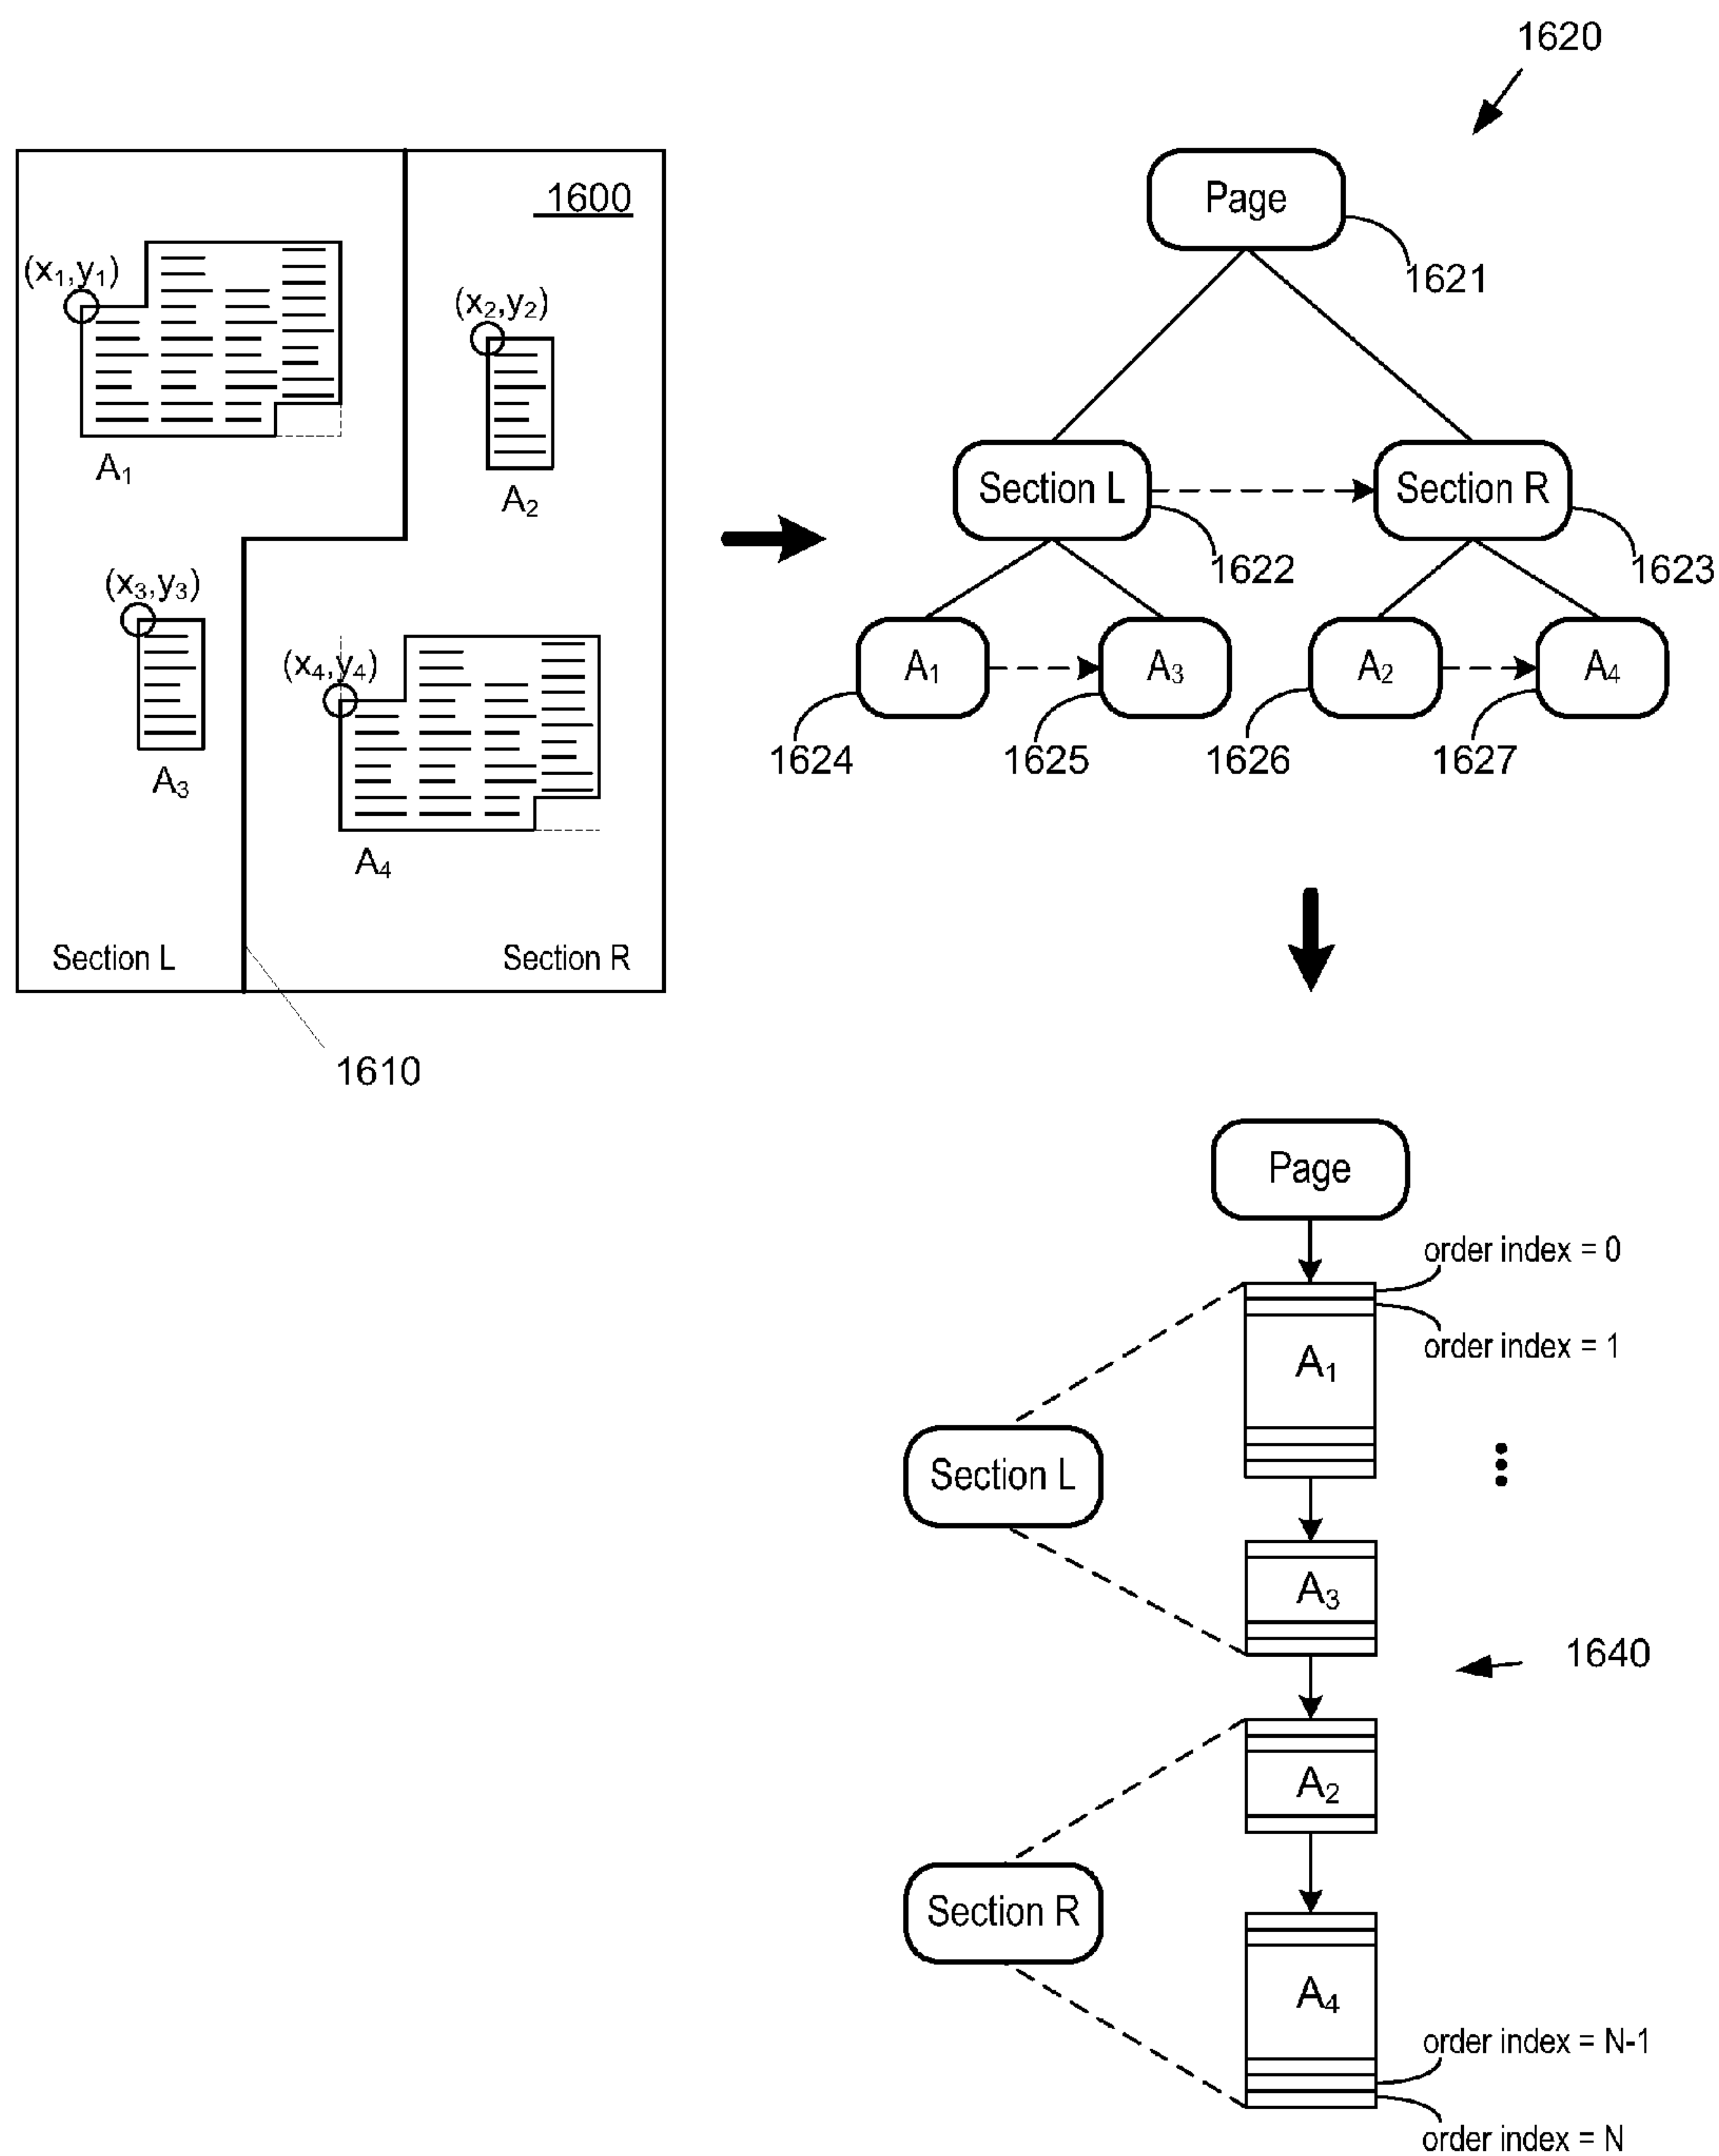 1620
1600
(x₁,y₁)
A₁
(x₂,y₂)
A₂
(x₃,y₃)
A₃
(x₄,y₄)
A₄
Section L
Section R
1610
Page
1621
Section L
1622
Section R
1623
A₁
A₃
A₂
A₄
1624
1625
1626
1627
Page
order index = 0
order index = 1
A₁
Section L
A₃
1640
A₂
Section R
A₄
order index = N-1
order index = N